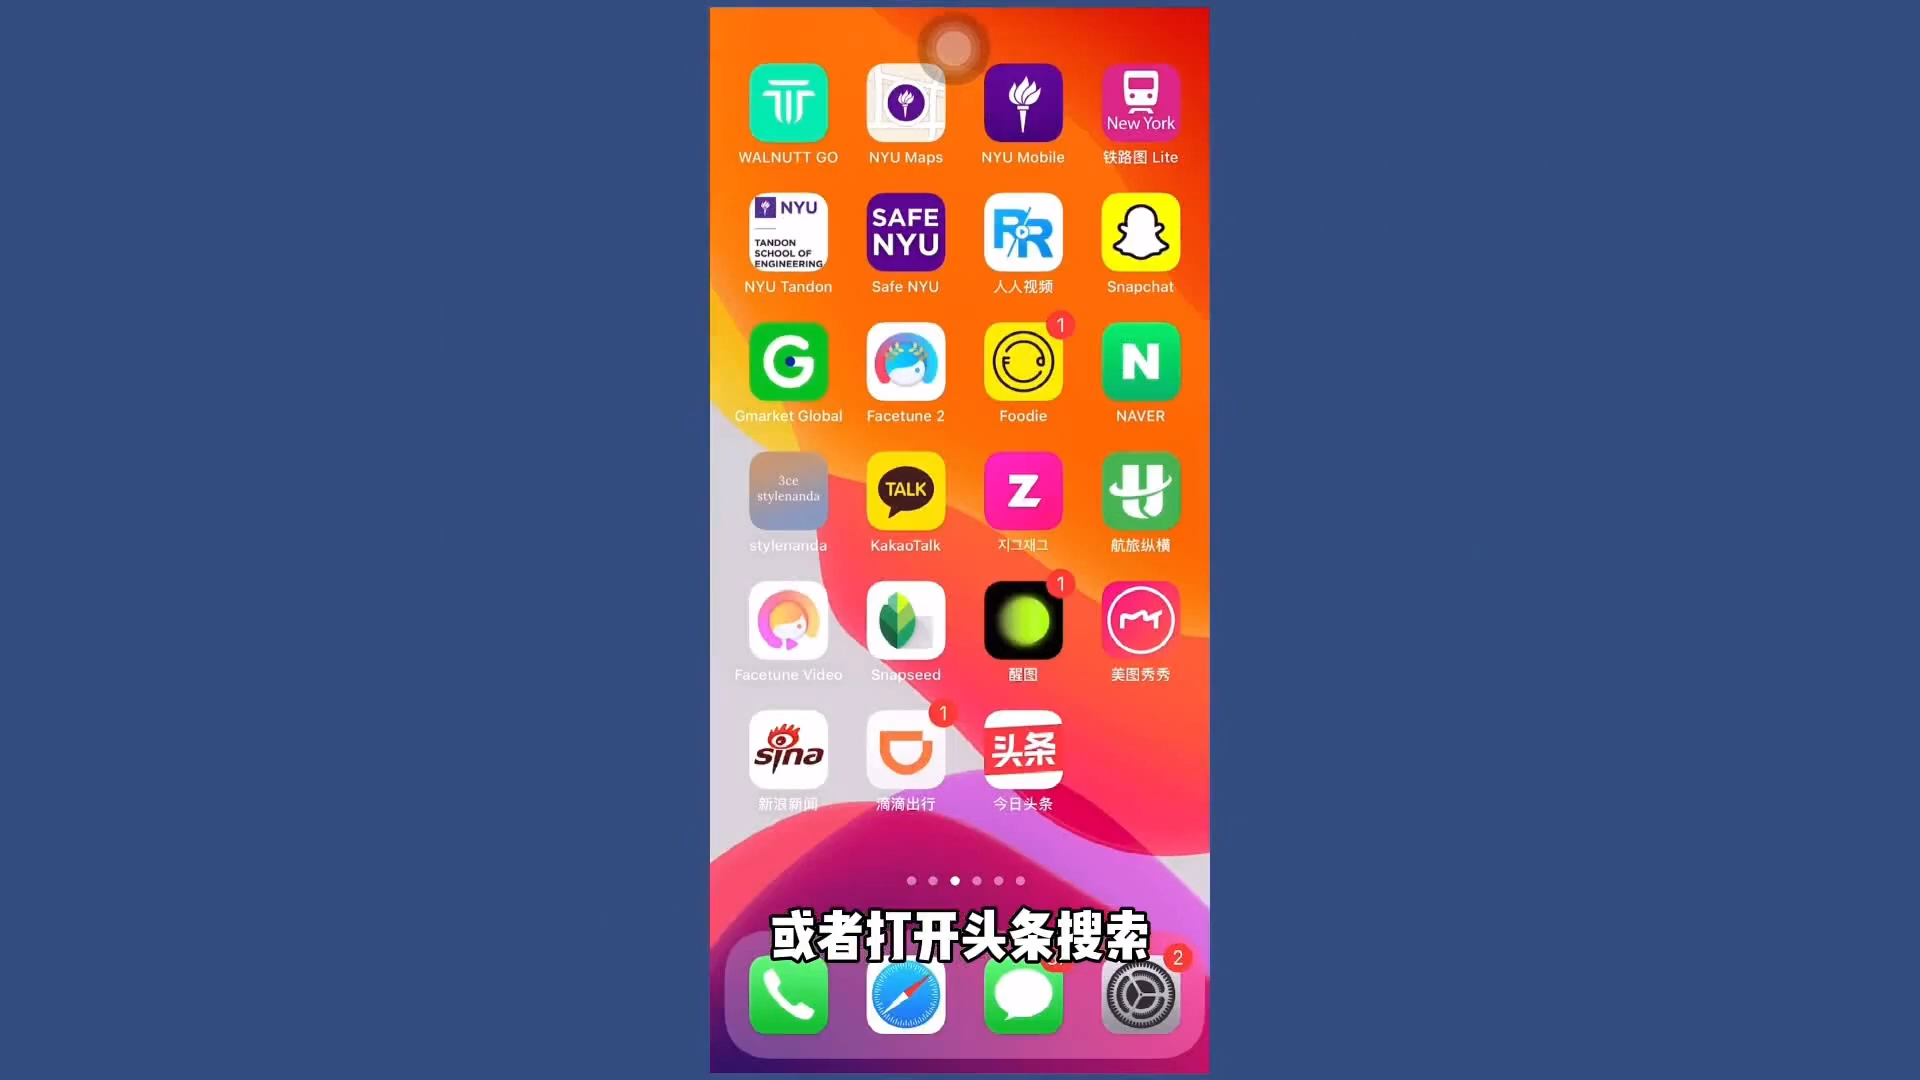 New York
WALNUTT GO
NYU Maps
NYU Mobile
铁路图 Lite
NYU
TANDON
SCHOOL OF
ENGINEERING
SAFE
NYU
RR
NYU Tandon
Safe NYU
人人视频
Snapchat
1
G
N
Gmarket Global
Facetune 2
Foodie
NAVER
3ce
stylenanda
TALK
Z
stylenanda
KakaoTalk
지그재그
航旅纵横
1
Facetune Video
Snapseed
醒图
美图秀秀
1
sina
头条
新浪新闻
滴滴出行
今日头条
或者打开头条搜索
2